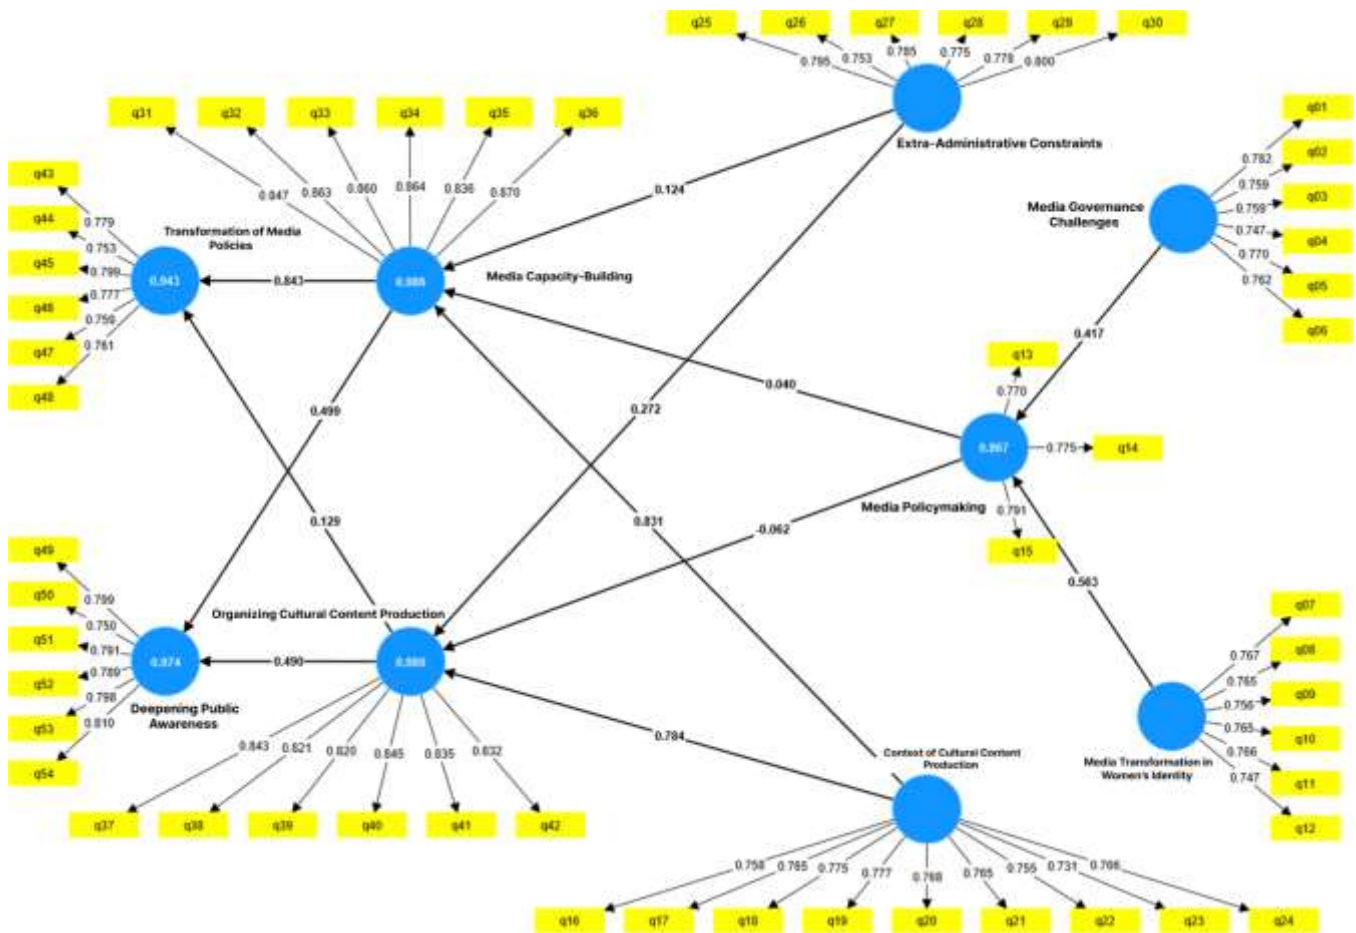 q25
q26
q27
q28
q29
q30
0.795
0.753
0.785
0.775
0.778
0.800
Extra-Administrative Constraints
q31
q32
q33
q34
q35
q36
0.847
0.863
0.860
0.864
0.836
0.870
q01
q02
q03
q04
q05
q06
0.782
0.759
0.759
0.747
0.770
0.762
Media Governance
Challenges
q43
q44
q45
q46
q47
q48
0.779
0.753
0.799
0.777
0.759
0.761
Transformation of Media
Policies
0.943
0.843
Media Capacity-Building
0.124
0.417
0.040
0.272
0.499
0.831
0.129
-0.062
q13
0.770
0.775
q14
0.791
q15
Media Policymaking
0.583
q49
q50
q51
q52
q53
q54
0.799
0.750
0.791
0.789
0.798
0.810
Organizing Cultural Content Production
0.974
0.490
Deepening Public
Awareness
0.843
0.821
0.820
0.845
0.835
0.832
q37
q38
q39
q40
q41
q42
0.784
q07
q08
q09
q10
q11
q12
0.767
0.765
0.756
0.765
0.766
0.747
Media Transformation in
Women's Identity
Context of Cultural Content
Production
0.758
0.765
0.775
0.777
0.768
0.765
0.755
0.731
0.766
q16
q17
q18
q19
q20
q21
q22
q23
q24